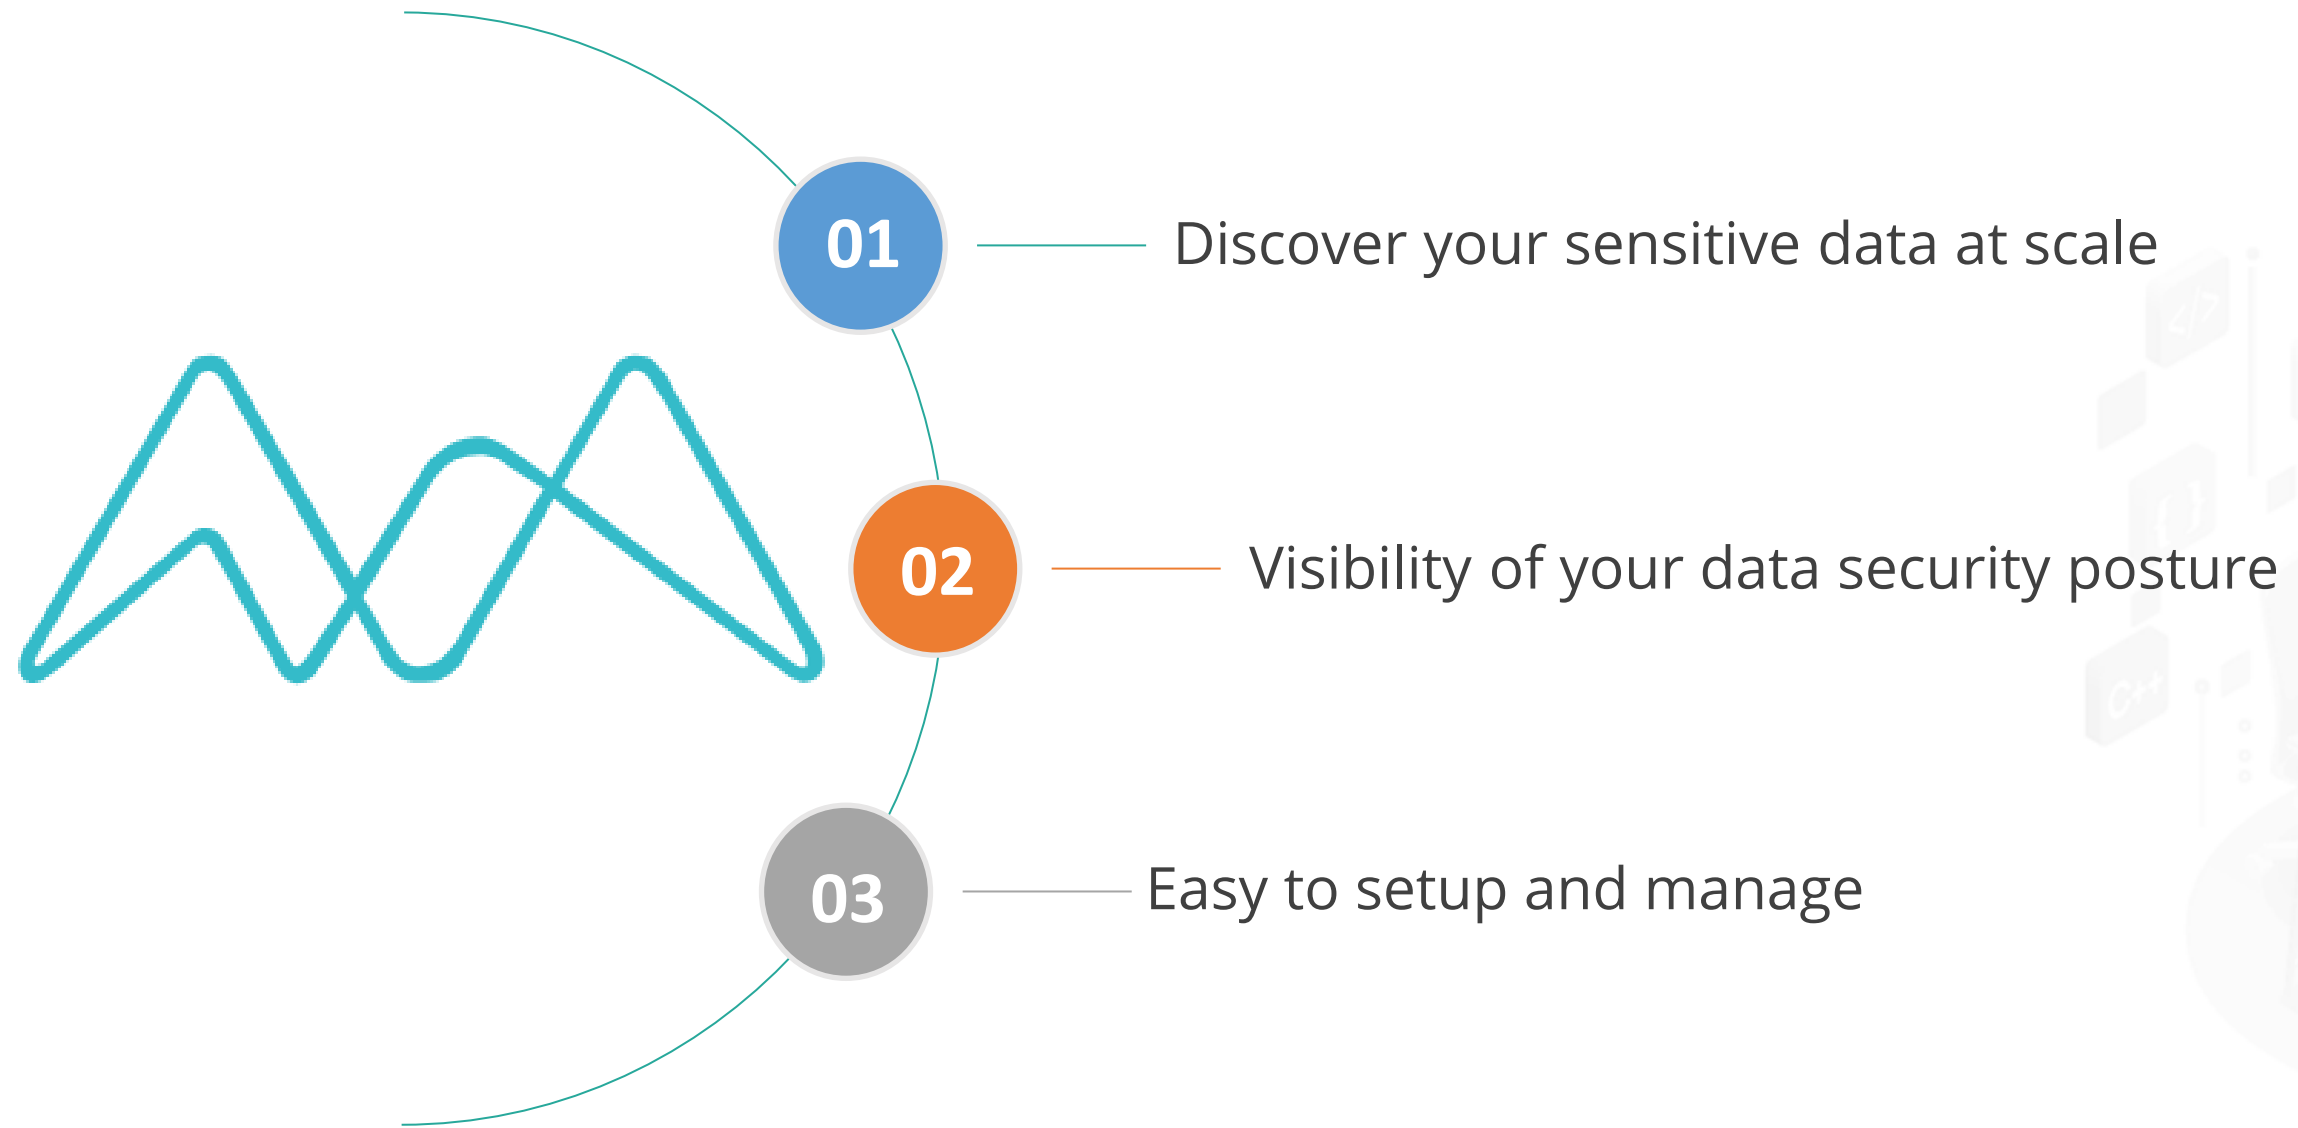 01
Discover your sensitive data at scale
</>
{ }
02
Visibility of your data security posture
C++
03
Easy to setup and manage